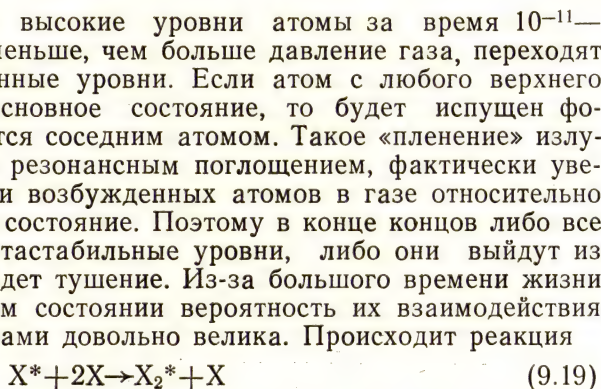 высокие уровни атомы за время 10⁻¹¹—
меньше, чем больше давление газа, переходят
нные уровни. Если атом с любого верхнего
сновное состояние, то будет испущен фо-
тся соседним атомом. Такое «пленение» излу-
резонансным поглощением, фактически уве-
и возбужденных атомов в газе относительно
состояние. Поэтому в конце концов либо все
тастабильные уровни, либо они выйдут из
дет тушение. Из-за большого времени жизни
м состоянии вероятность их взаимодействия
ами довольно велика. Происходит реакция
X*+2X→X₂*+X (9.19)